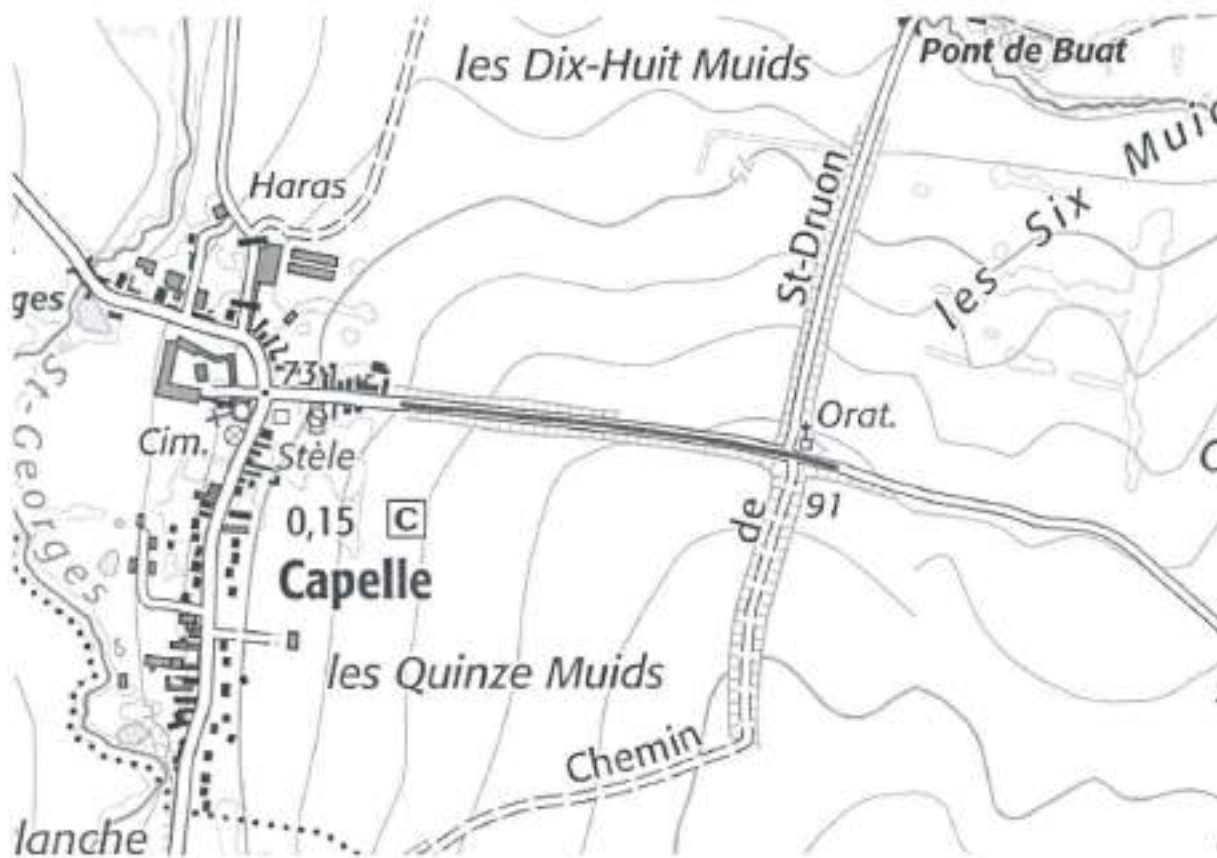 les Dix-Huit Muids
Pont de Buat
les Six
Haras
St-Druon
ges
73
Orat.
Cim.
Stèle
St-Georges
0,15 C
de
91
Capelle
les Quinze Muids
Chemin
lanche